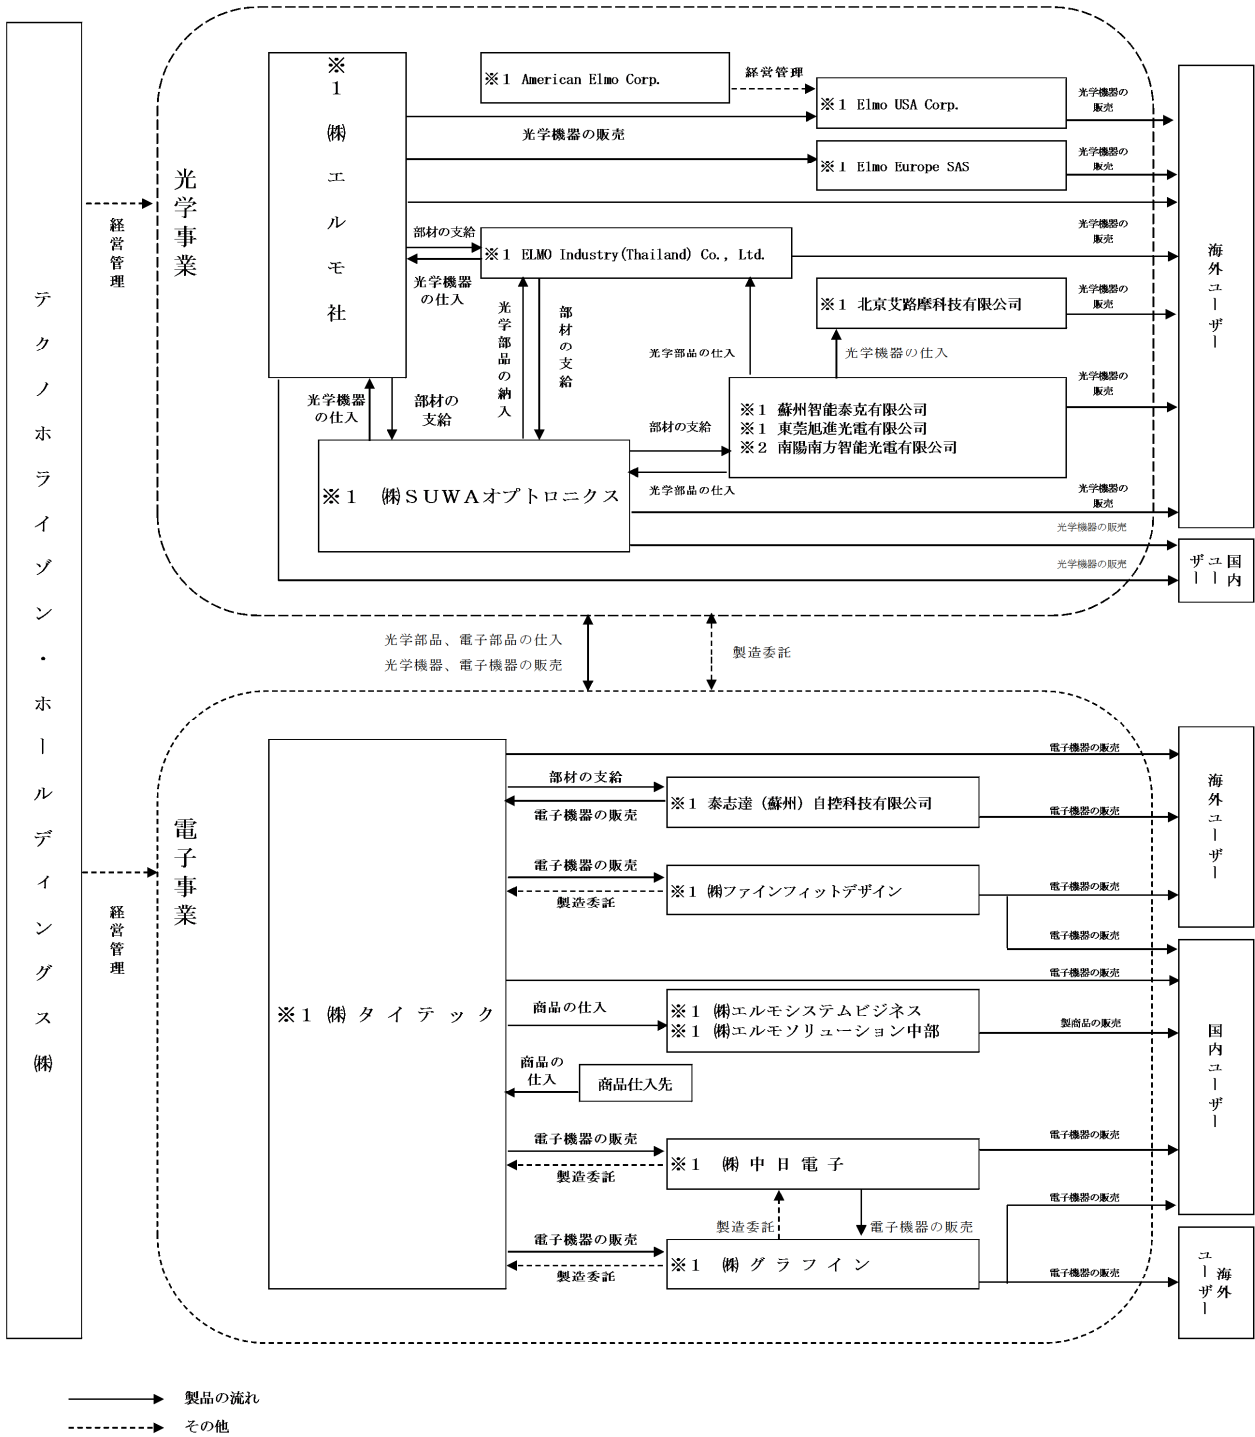 テクノホライゾン・ホールディングス㈱
経営管理
光学事業
※1 ㈱エルモ社
※1 American Elmo Corp.
経営管理
※1 Elmo USA Corp.
光学機器の
販売
光学機器の販売
※1 Elmo Europe SAS
光学機器の
販売
海外ユーザー
部材の支給
※1 ELMO Industry(Thailand) Co., Ltd.
光学機器の
販売
光学機器
の仕入
光学部品の納入
部材の支給
※1 北京艾路摩科技有限公司
光学機器の
販売
光学部品の仕入
光学機器の仕入
光学機器
の仕入
部材の
支給
※1 蘇州智能泰克有限公司
※1 東莞旭進光電有限公司
※2 南陽南方智能光電有限公司
光学機器の
販売
部材の支給
光学部品の仕入
※1 ㈱SUWAオプトロニクス
光学機器の
販売
光学機器の販売
光学機器の販売
国内
ユー
ザー
光学部品、電子部品の仕入
光学機器、電子機器の販売
製造委託
電子事業
経営管理
※1㈱タイテック
電子機器の販売
海外ユーザー
部材の支給
※1 泰志達（蘇州）自控科技有限公司
電子機器の販売
電子機器の販売
電子機器の販売
※1 ㈱ファインフィットデザイン
製造委託
電子機器の販売
電子機器の販売
電子機器の販売
国内ユーザー
商品の仕入
※1 ㈱エルモシステムビジネス
※1 ㈱エルモソリューション中部
製商品の販売
商品の
仕入
商品仕入先
電子機器の販売
※1 ㈱中日電子
製造委託
電子機器の販売
製造委託
電子機器の販売
電子機器の販売
電子機器の販売
※1 ㈱グラフイン
製造委託
電子機器の販売
海外
ユーザー
製品の流れ
その他